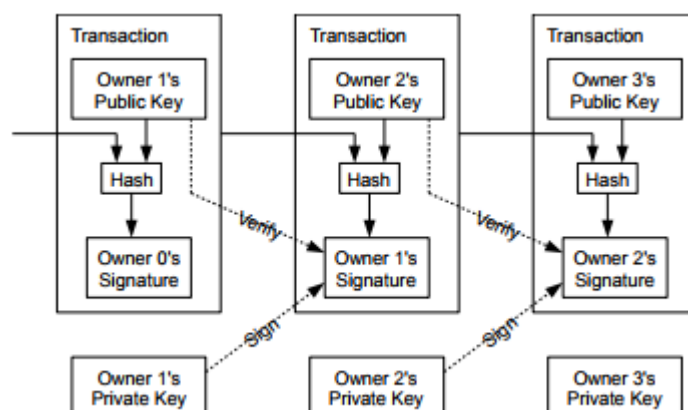 Transaction
Owner 1's
Public Key
Hash
Owner 0's
Signature
Transaction
Owner 2's
Public Key
Hash
Verify
Owner 1's
Signature
Transaction
Owner 3's
Public Key
Hash
Verify
Owner 2's
Signature
Sign
Sign
Owner 1's
Private Key
Owner 2's
Private Key
Owner 3's
Private Key